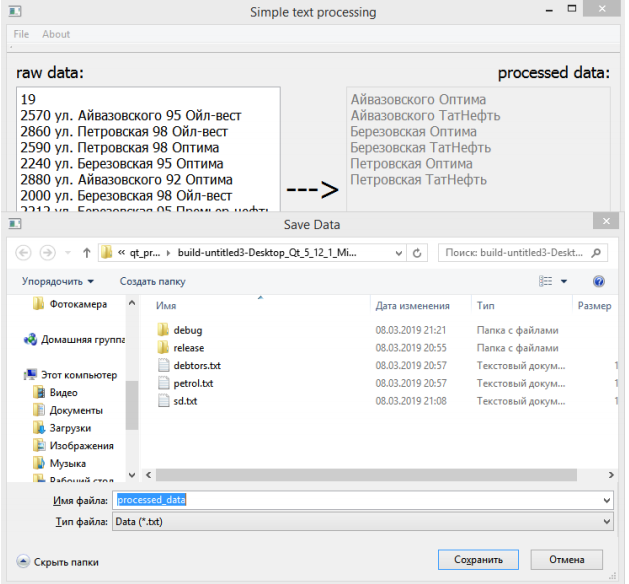 Simple text processing
File About
raw data:
processed data:
19
2570 ул. Айвазовского 95 Ойл-вест
2860 ул. Петровская 98 Ойл-вест
2590 ул. Петровская 98 Оптима
2240 ул. Березовская 95 Оптима
2880 ул. Айвазовского 92 Оптима
2000 ул. Березовская 98 Ойл-вест
2212 ул. Березовская 95 Премьер-нефть
--->
Айвазовского Оптима
Айвазовского ТатНефть
Березовская Оптима
Березовская ТатНефть
Петровская Оптима
Петровская ТатНефть
Save Data
« qt_pr... build-untitled3-Desktop_Qt_5_12_1_Mi...
Поиск: build-untitled3-Deskt...
Упорядочить Создать папку
Фотокамера
Домашняя группа
Этот компьютер
Видео
Документы
Загрузки
Изображения
Музыка
Рабочий стол
Имя Дата изменения Тип Размер
debug 08.03.2019 21:21 Папка с файлами
release 08.03.2019 20:55 Папка с файлами
debtors.txt 08.03.2019 20:57 Текстовый докум... 1
petrol.txt 08.03.2019 20:57 Текстовый докум... 1
sd.txt 08.03.2019 21:08 Текстовый докум... 1
Имя файла: processed_data
Тип файла: Data (*.txt)
Скрыть папки
Сохранить Отмена